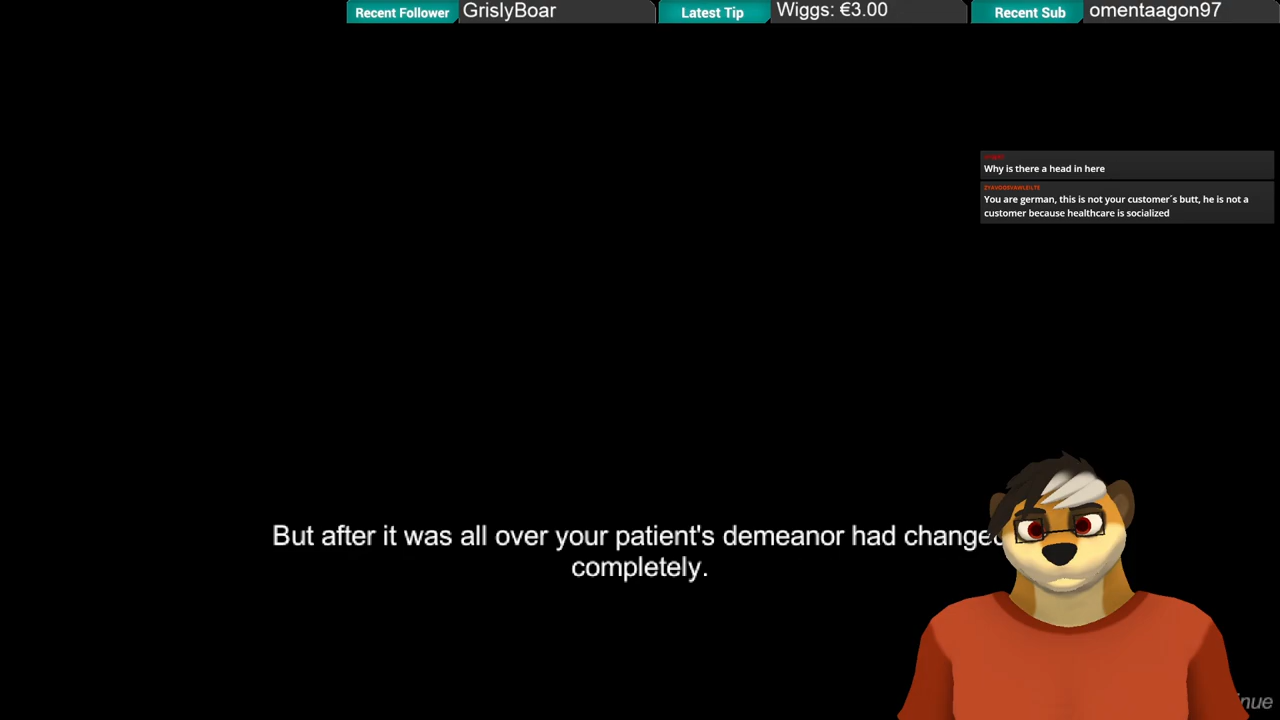 Recent Follower GrislyBoar Latest Tip Wiggs: €3.00 Recent Sub omentaagon97
Why is there a head in here
You are german, this is not your customer´s butt, he is not a
customer because healthcare is socialized
But after it was all over your patient's demeanor had changed
completely.